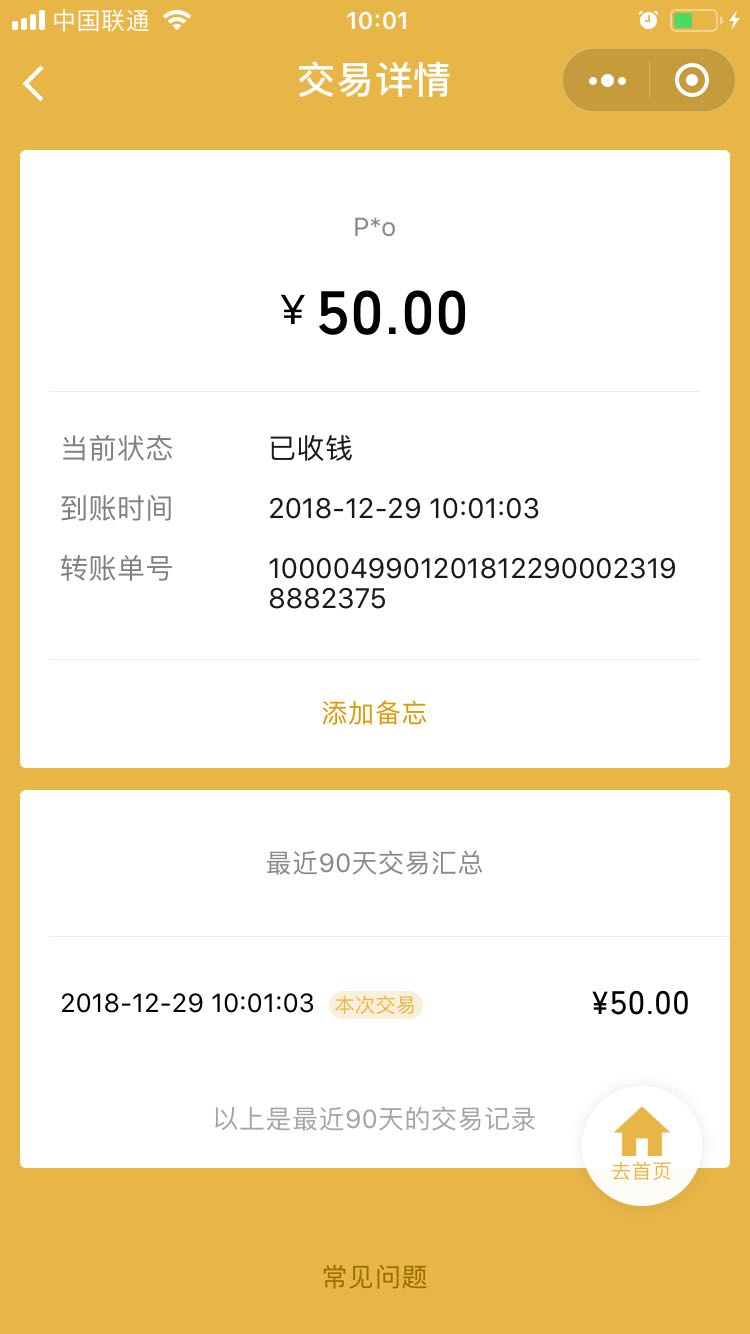 中国联通
10:01
交易详情
P*o
¥ 50.00
当前状态 已收钱
到账时间 2018-12-29 10:01:03
转账单号 1000049901201812290002319
8882375
添加备忘
最近90天交易汇总
2018-12-29 10:01:03 本次交易 ¥50.00
以上是最近90天的交易记录
去首页
常见问题